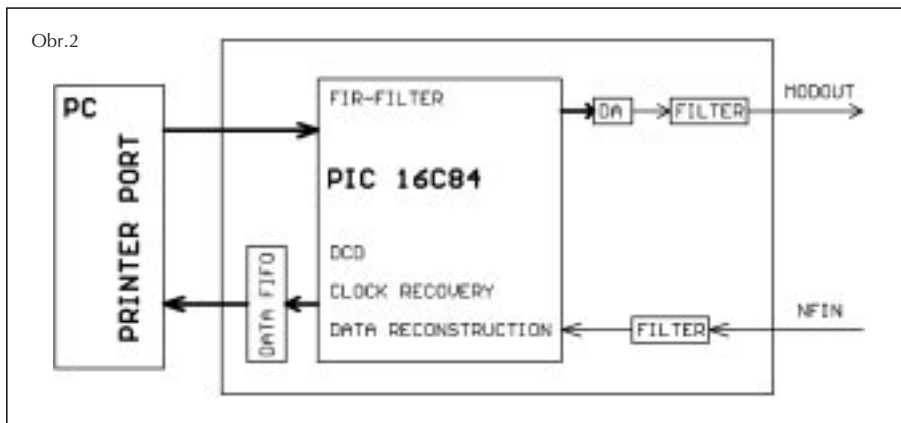 Obr.2
PC
PRINTER PORT
DATA FIFO
FIR-FILTER
PIC 16C84
DCD
CLOCK RECOVERY
DATA RECONSTRUCTION
DA
FILTER
MODOUT
FILTER
NFIN